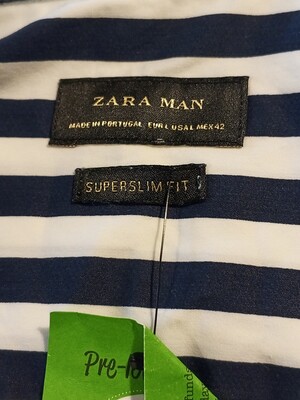 ZARA MAN
MADE IN PORTUGAL EUR L USA L MEX 42
SUPERSLIM FIT